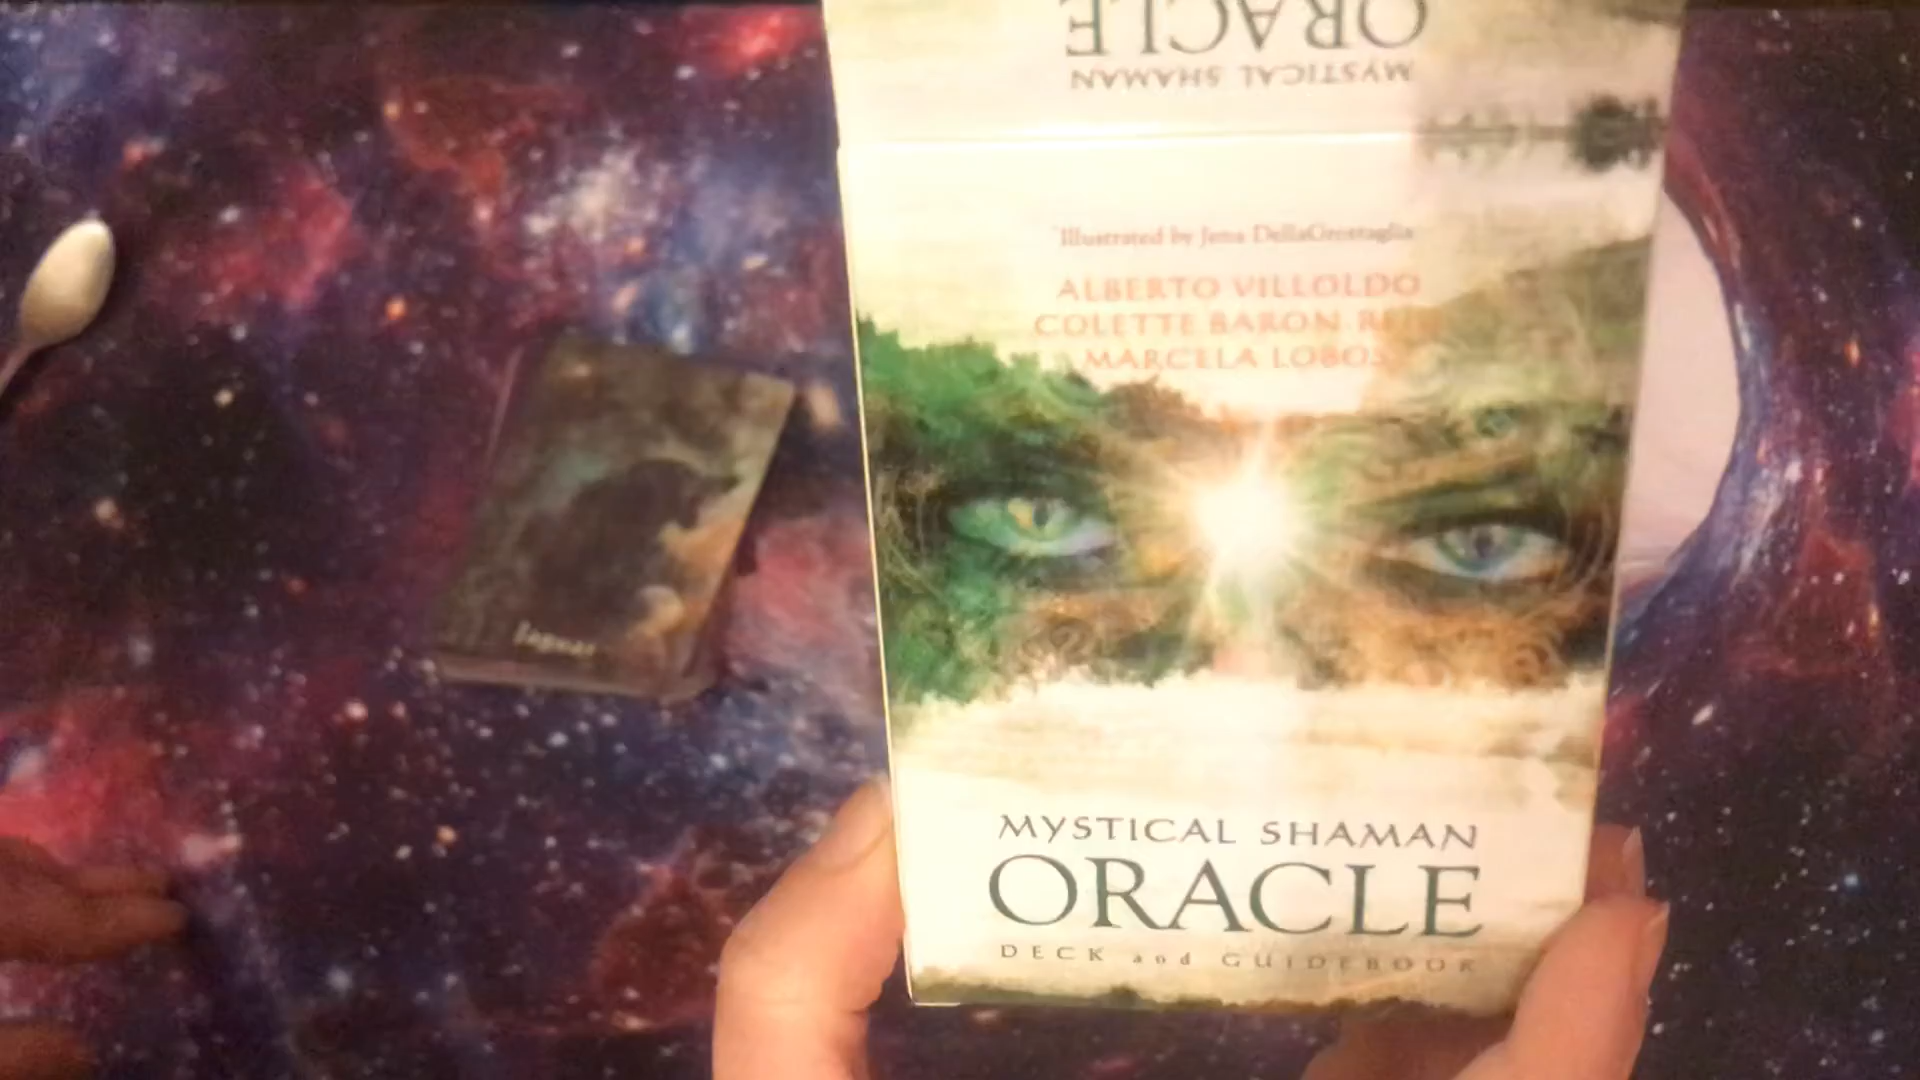 ORACLE
MYSTICAL SHAMAN
Illustrated by Jena DellaGrottaglia
ALBERTO VILLOLDO
COLETTE BARON REID
MARCELA LOBOS
MYSTICAL SHAMAN
ORACLE
DECK and GUIDEBOOK